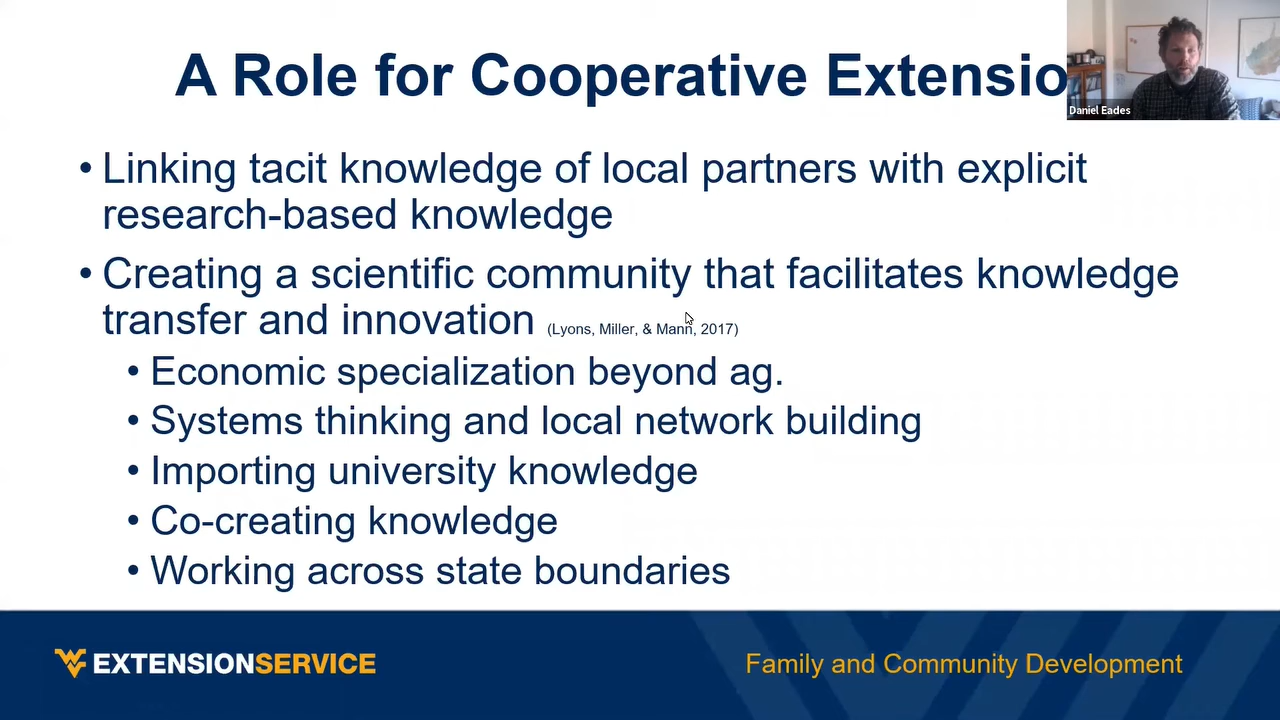 A Role for Cooperative Extensio
Daniel Eades
• Linking tacit knowledge of local partners with explicit
research-based knowledge
• Creating a scientific community that facilitates knowledge
transfer and innovation (Lyons, Miller, & Mann, 2017)
• Economic specialization beyond ag.
• Systems thinking and local network building
• Importing university knowledge
• Co-creating knowledge
• Working across state boundaries
WV EXTENSIONSERVICE
Family and Community Development